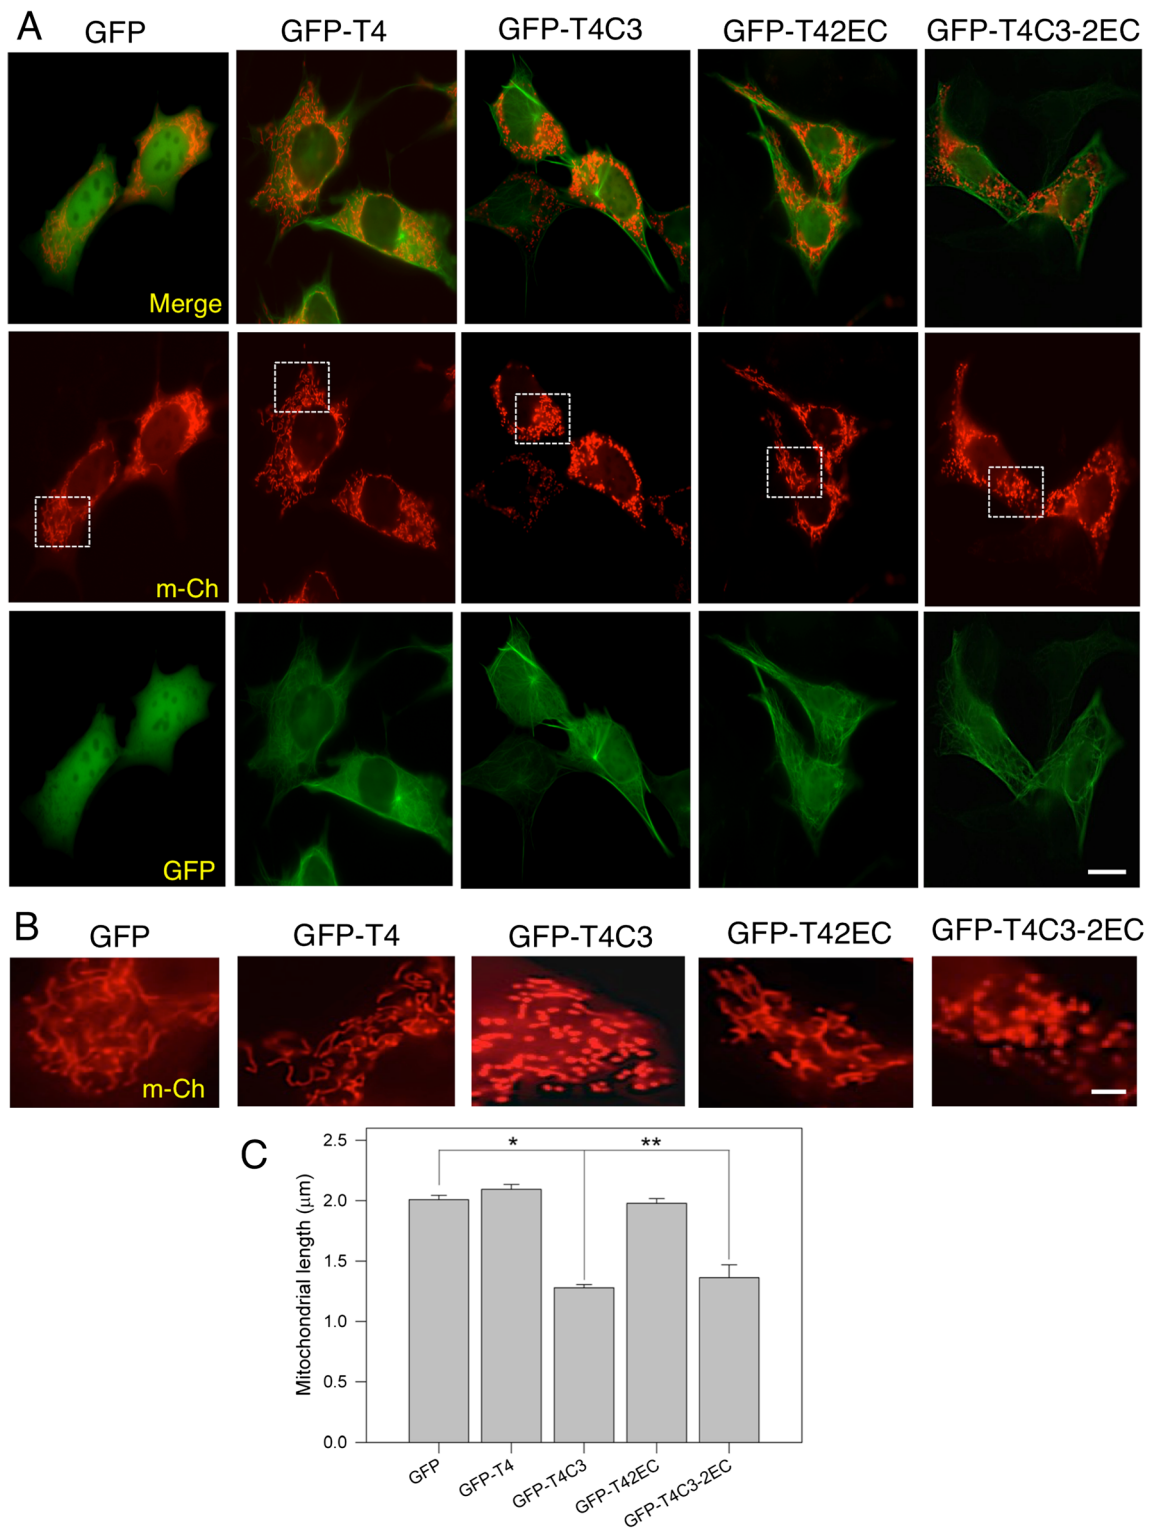 A
GFP GFP-T4 GFP-T4C3 GFP-T42EC GFP-T4C3-2EC
Merge
m-Ch
GFP
B
GFP GFP-T4 GFP-T4C3 GFP-T42EC GFP-T4C3-2EC
m-Ch
C
Mitochondrial length (μm)
2.5
2.0
1.5
1.0
0.5
0.0
* **
GFP GFP-T4 GFP-T4C3 GFP-T42EC GFP-T4C3-2EC